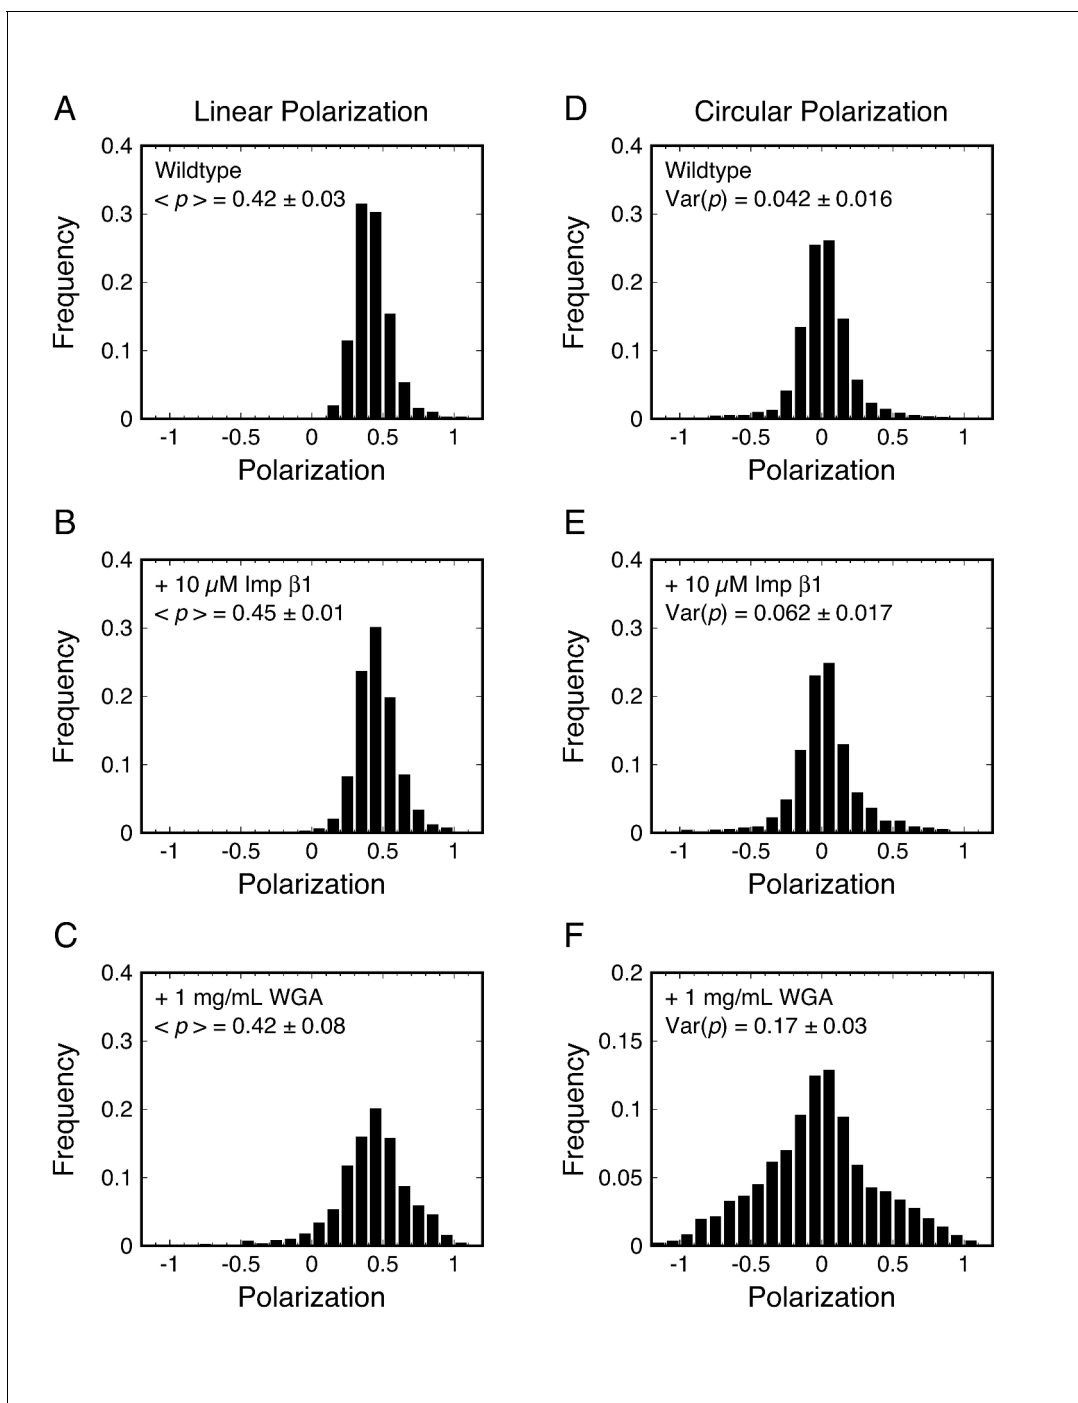 A
Linear Polarization
Wildtype
< p > = 0.42 ± 0.03
0.4
0.3
0.2
0.1
0
Frequency
-1 -0.5 0 0.5 1
Polarization
D
Circular Polarization
Wildtype
Var(p) = 0.042 ± 0.016
0.4
0.3
0.2
0.1
0
Frequency
-1 -0.5 0 0.5 1
Polarization
B
+ 10 µM Imp β1
< p > = 0.45 ± 0.01
0.4
0.3
0.2
0.1
0
Frequency
-1 -0.5 0 0.5 1
Polarization
E
+ 10 µM Imp β1
Var(p) = 0.062 ± 0.017
0.4
0.3
0.2
0.1
0
Frequency
-1 -0.5 0 0.5 1
Polarization
C
+ 1 mg/mL WGA
< p > = 0.42 ± 0.08
0.4
0.3
0.2
0.1
0
Frequency
-1 -0.5 0 0.5 1
Polarization
F
+ 1 mg/mL WGA
Var(p) = 0.17 ± 0.03
0.2
0.15
0.1
0.05
0
Frequency
-1 -0.5 0 0.5 1
Polarization